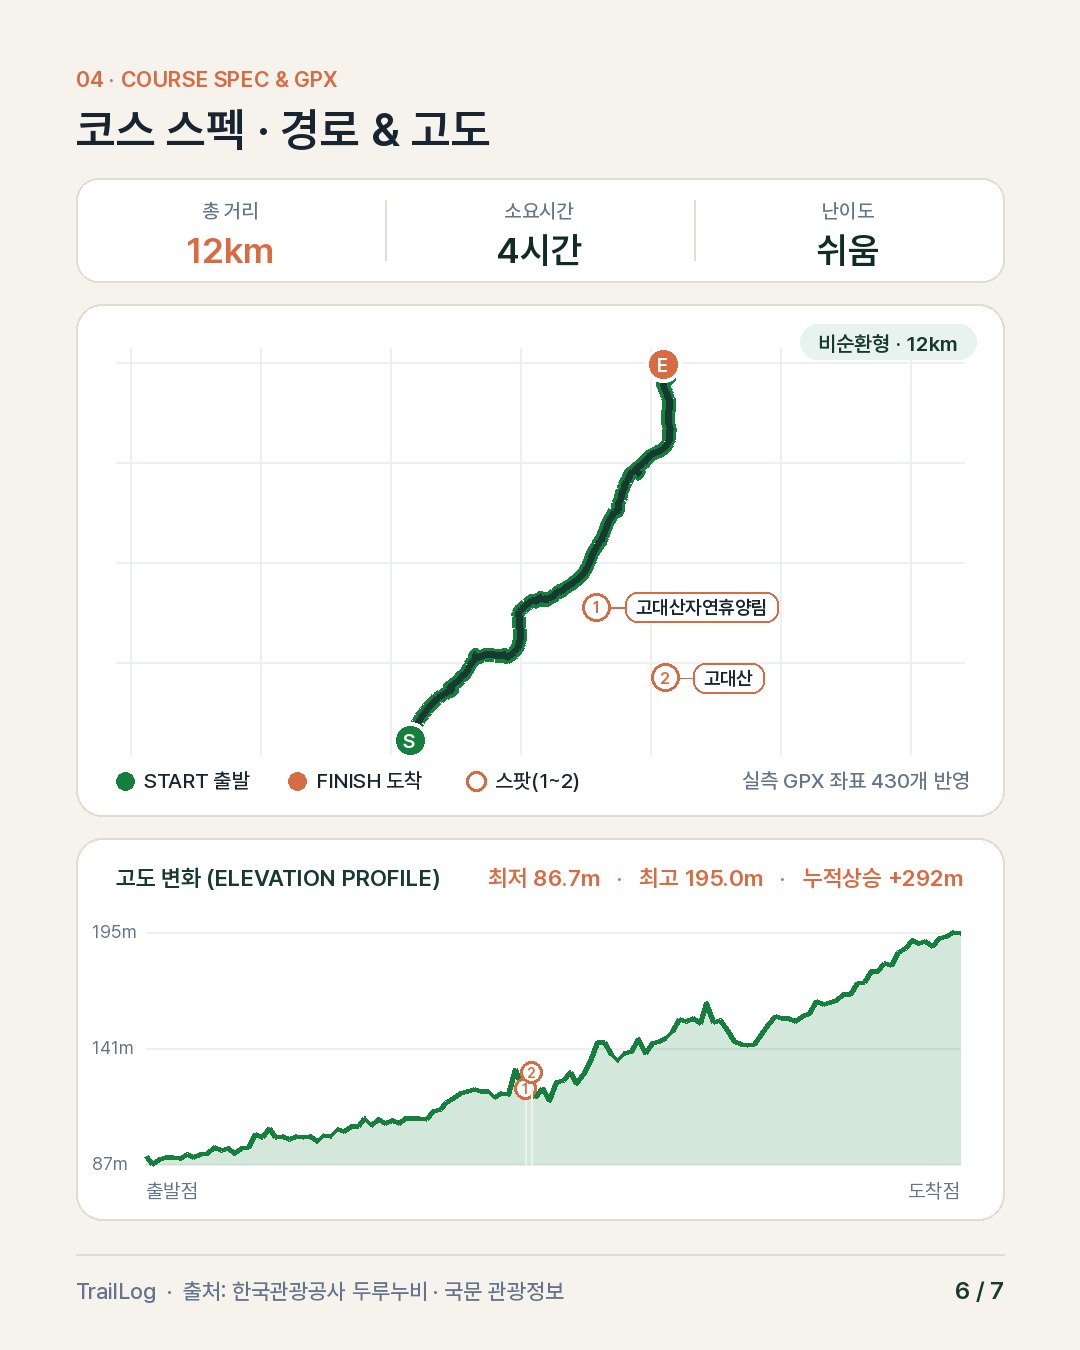 04 · COURSE SPEC & GPX
코스 스펙 · 경로 & 고도
총 거리
12km
소요시간
4시간
난이도
쉬움
비순환형 · 12km
E
1 고대산자연휴양림
2 고대산
S
START 출발
FINISH 도착
스팟(1~2)
실측 GPX 좌표 430개 반영
고도 변화 (ELEVATION PROFILE)
최저 86.7m · 최고 195.0m · 누적상승 +292m
195m
141m
2
1
87m
출발점
도착점
TrailLog · 출처: 한국관광공사 두루누비 · 국문 관광정보
6 / 7